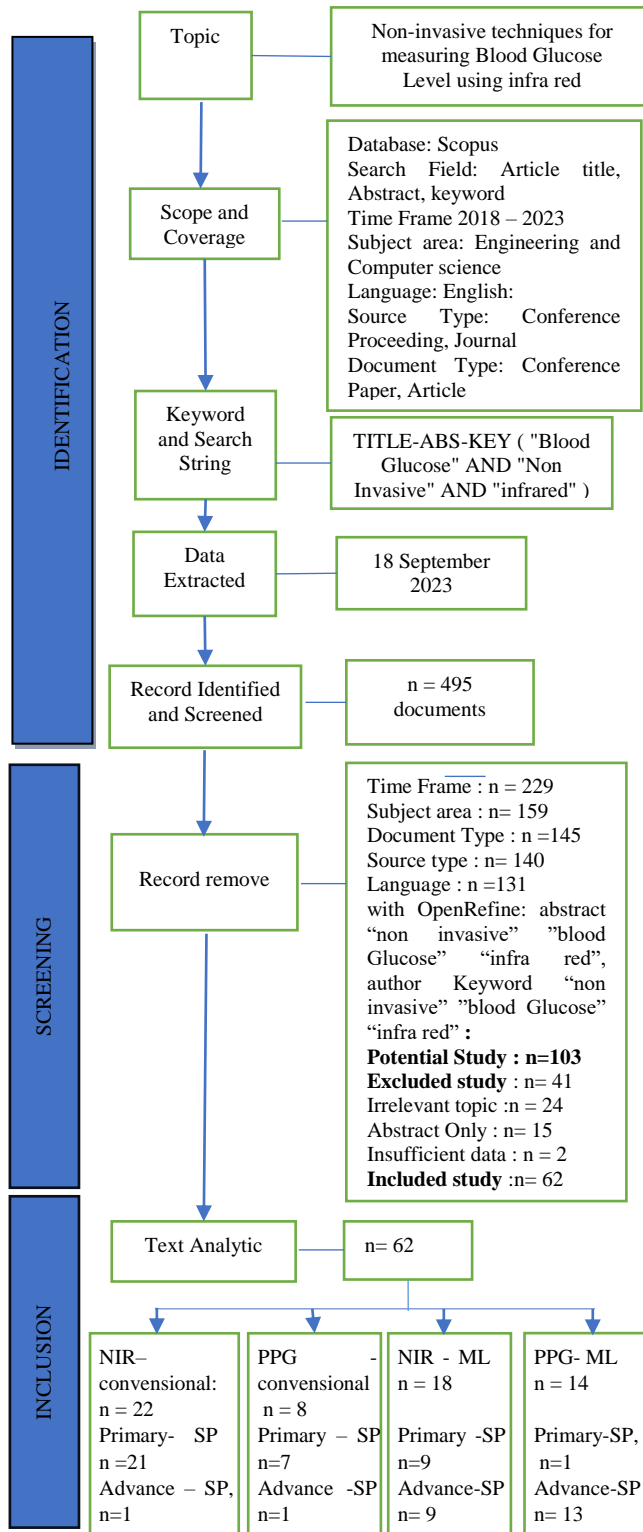 IDENTIFICATION
Topic
Non-invasive techniques for
measuring Blood Glucose
Level using infra red
Scope and
Coverage
Database: Scopus
Search Field: Article title,
Abstract, keyword
Time Frame 2018 – 2023
Subject area: Engineering and
Computer science
Language: English:
Source Type: Conference
Proceeding, Journal
Document Type: Conference
Paper, Article
Keyword
and Search
String
TITLE-ABS-KEY ( "Blood
Glucose" AND "Non
Invasive" AND "infrared" )
Data
Extracted
18 September
2023
Record Identified
and Screened
n = 495
documents
SCREENING
Record remove
Time Frame : n = 229
Subject area : n = 159
Document Type : n =145
Source type : n= 140
Language : n =131
with OpenRefine: abstract
“non invasive” ”blood
Glucose” “infra red”,
author Keyword “non
invasive” ”blood Glucose”
“infra red” :
Potential Study : n=103
Excluded study : n= 41
Irrelevant topic :n = 24
Abstract Only : n= 15
Insufficient data : n = 2
Included study :n= 62
INCLUSION
Text Analytic
n= 62
NIR–
convensional:
n = 22
Primary- SP
n =21
Advance – SP,
n=1
PPG -
convensional
n = 8
Primary – SP
n=7
Advance -SP
n=1
NIR - ML
n = 18
Primary -SP
n=9
Advance-SP
n= 9
PPG- ML
n = 14
Primary-SP,
n=1
Advance-SP
n= 13